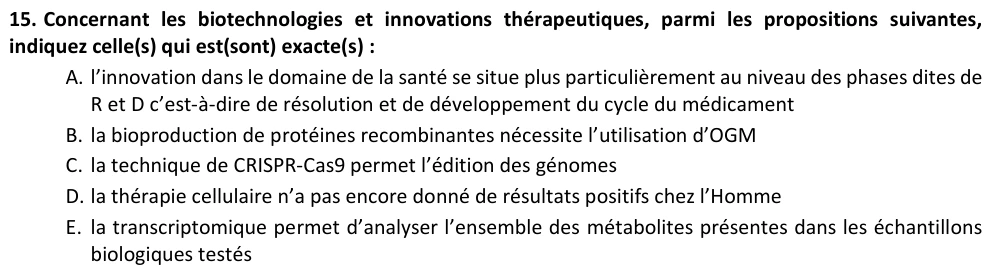 15. Concernant les biotechnologies et innovations thérapeutiques, parmi les propositions suivantes,
indiquez celle(s) qui est(sont) exacte(s) :
A. l’innovation dans le domaine de la santé se situe plus particulièrement au niveau des phases dites de
R et D c’est-à-dire de résolution et de développement du cycle du médicament
B. la bioproduction de protéines recombinantes nécessite l’utilisation d’OGM
C. la technique de CRISPR-Cas9 permet l’édition des génomes
D. la thérapie cellulaire n’a pas encore donné de résultats positifs chez l’Homme
E. la transcriptomique permet d’analyser l’ensemble des métabolites présentes dans les échantillons
biologiques testés